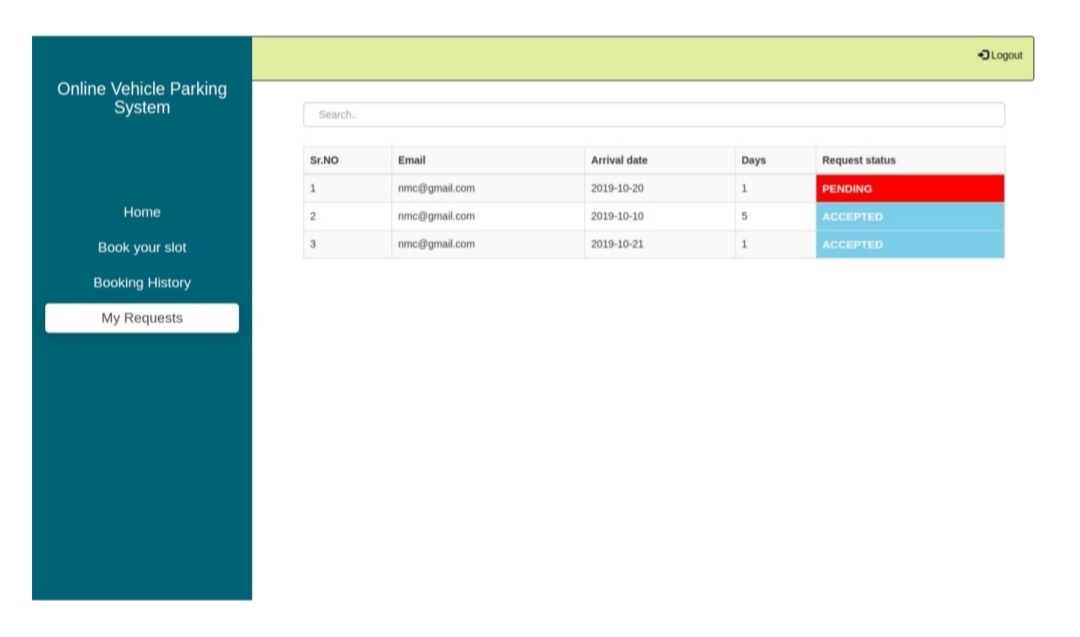 Logout
Online Vehicle Parking
System
Home
Book your slot
Booking History
My Requests
Search..
Sr.NO Email Arrival date Days Request status
1 nmc@gmail.com 2019-10-20 1 PENDING
2 nmc@gmail.com 2019-10-10 5 ACCEPTED
3 nmc@gmail.com 2019-10-21 1 ACCEPTED